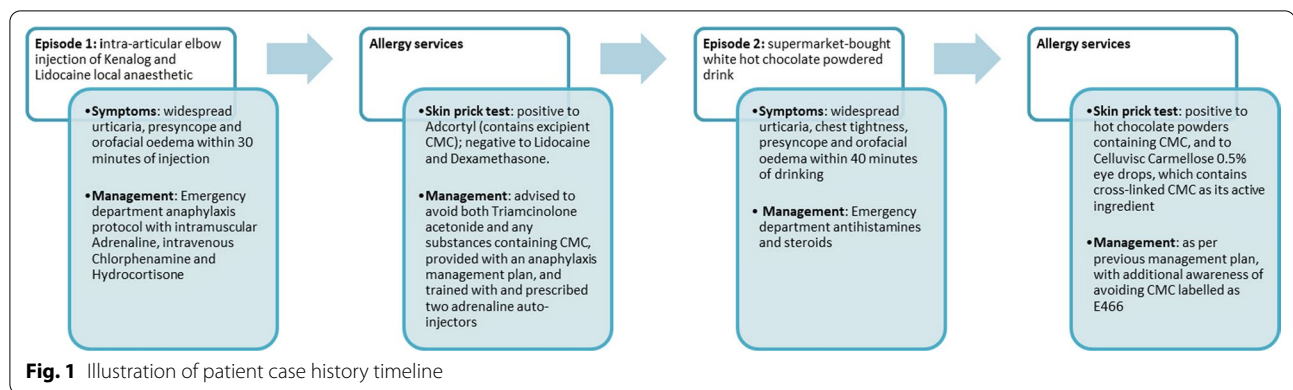 Episode 1: intra-articular elbow
injection of Kenalog and
Lidocaine local anaesthetic
•Symptoms: widespread
urticaria, presyncope and
orofacial oedema within 30
minutes of injection
•Management: Emergency
department anaphylaxis
protocol with intramuscular
Adrenaline, intravenous
Chlorphenamine and
Hydrocortisone
Allergy services
•Skin prick test: positive to
Adcortyl (contains excipient
CMC); negative to Lidocaine
and Dexamethasone.
•Management: advised to
avoid both Triamcinolone
acetonide and any
substances containing CMC,
provided with an anaphylaxis
management plan, and
trained with and prescribed
two adrenaline auto-
injectors
Episode 2: supermarket-bought
white hot chocolate powdered
drink
•Symptoms: widespread
urticaria, chest tightness,
presyncope and orofacial
oedema within 40 minutes
of drinking
• Management: Emergency
department antihistamines
and steroids
Allergy services
•Skin prick test: positive to
hot chocolate powders
containing CMC, and to
Celluvisc Carmellose 0.5%
eye drops, which contains
cross-linked CMC as its active
ingredient
•Management: as per
previous management plan,
with additional awareness of
avoiding CMC labelled as
E466
Fig. 1 Illustration of patient case history timeline